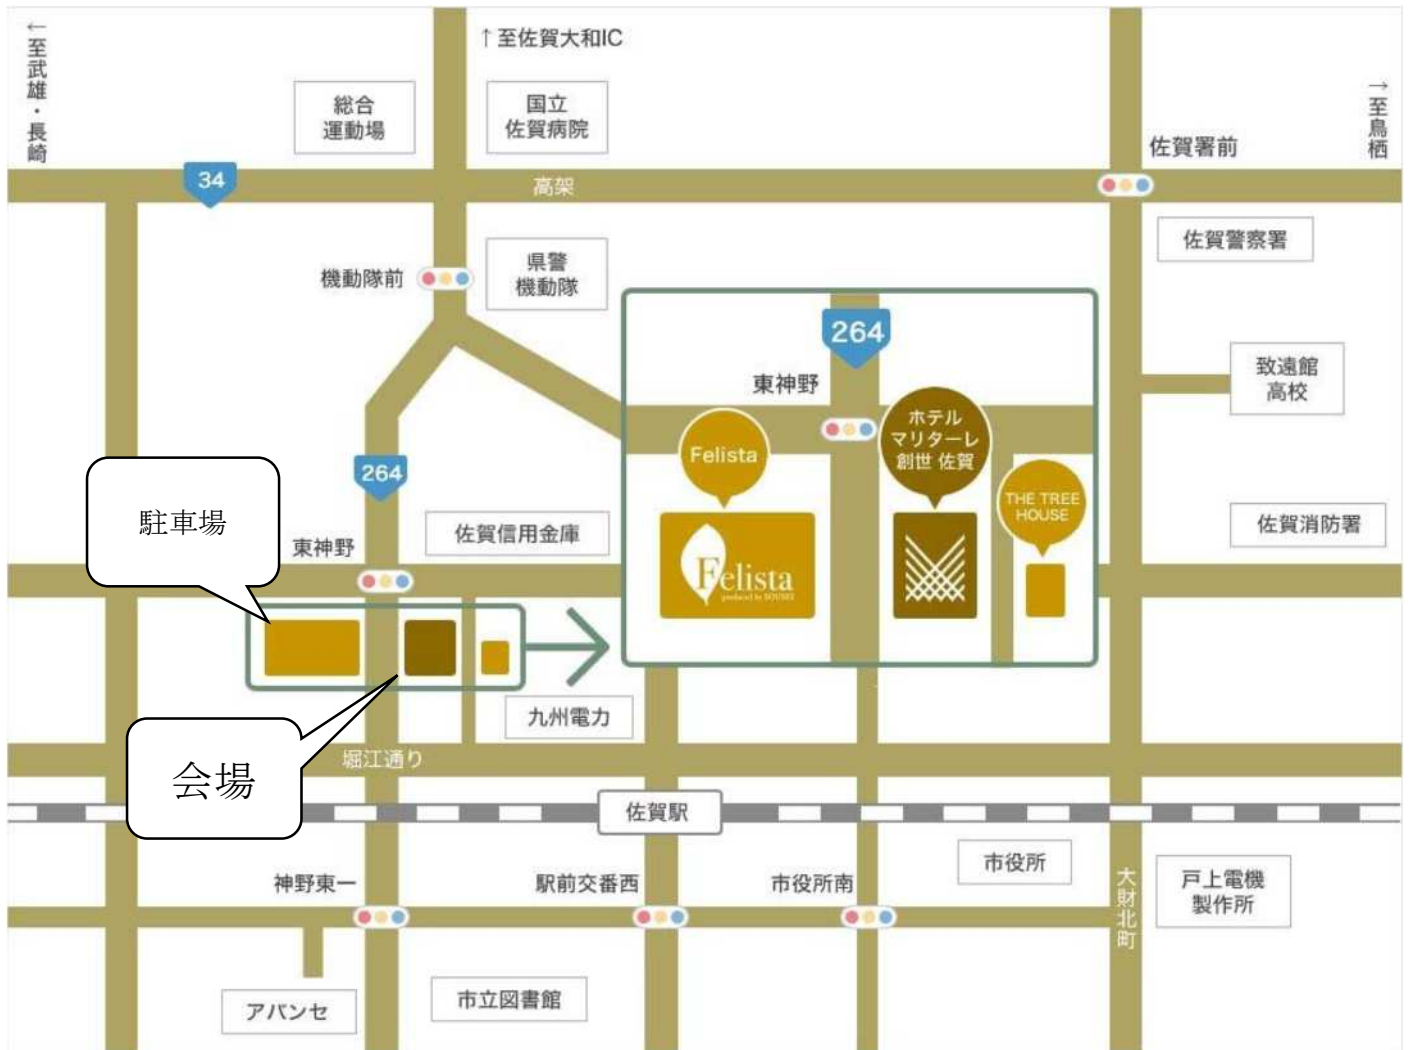 ←至武雄・長崎
↑至佐賀大和IC
総合
運動場
国立
佐賀病院
→至鳥栖
佐賀署前
34
高架
佐賀警察署
機動隊前
県警
機動隊
264
東神野
致遠館
高校
Felista
ホテル
マリターレ
創世 佐賀
THE TREE
HOUSE
264
駐車場
東神野
佐賀信用金庫
佐賀消防署
Felista
produced by SOUSEI
九州電力
堀江通り
会場
佐賀駅
市役所
神野東一
駅前交番西
市役所南
大財北町
戸上電機
製作所
アバンセ
市立図書館